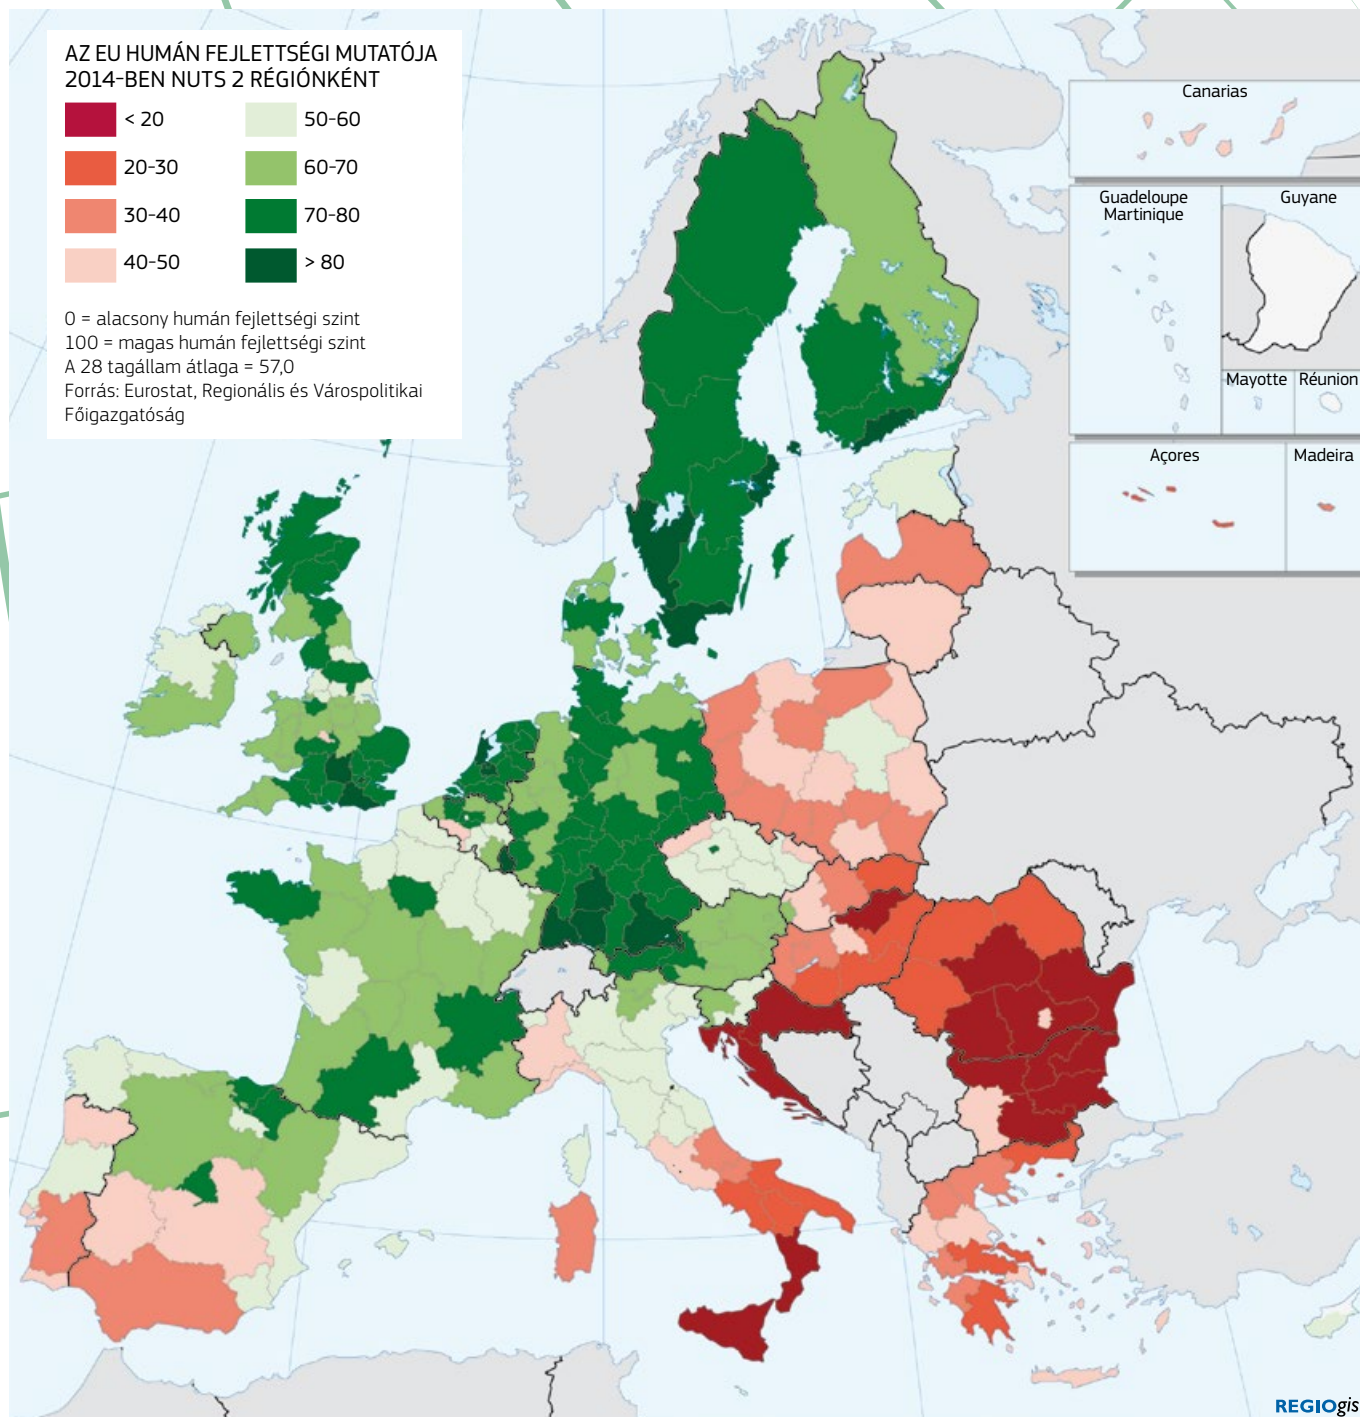 AZ EU HUMÁN FEJLETTSÉGI MUTATÓJA
2014-BEN NUTS 2 RÉGIÓNKÉNT
< 20
50-60
20-30
60-70
30-40
70-80
40-50
> 80
0 = alacsony humán fejlettségi szint
100 = magas humán fejlettségi szint
A 28 tagállam átlaga = 57,0
Forrás: Eurostat, Regionális és Várospolitikai
Főigazgatóság
Canarias
Guadeloupe
Martinique
Guyane
Mayotte
Réunion
Açores
Madeira
REGIOgis